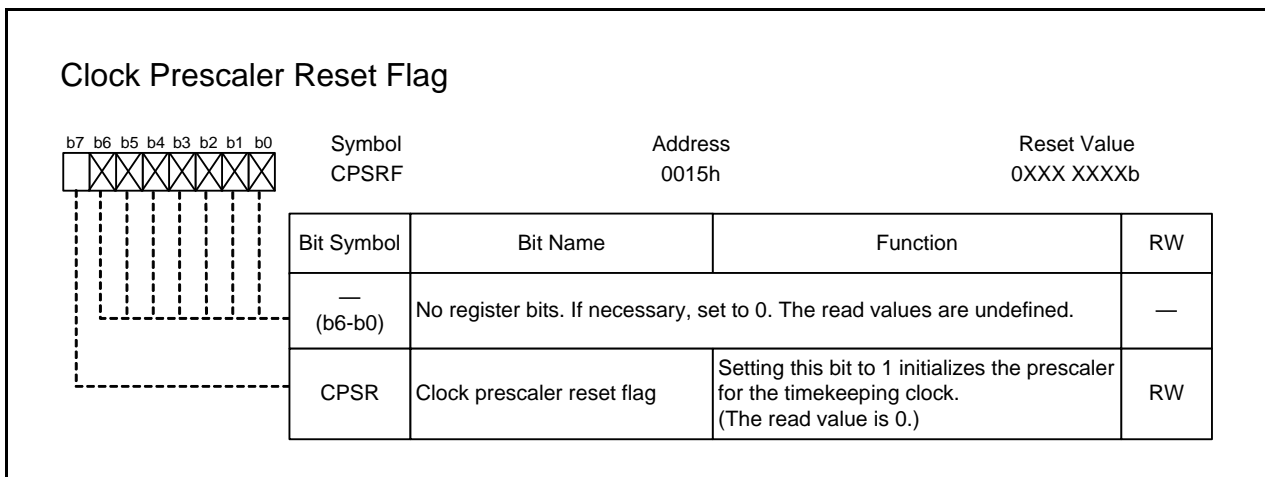 Clock Prescaler Reset Flag
b7 b6 b5 b4 b3 b2 b1 b0
Symbol Address Reset Value
CPSRF 0015h 0XXX XXXXb
Bit Symbol Bit Name Function RW
—
(b6-b0)
No register bits. If necessary, set to 0. The read values are undefined.
—
CPSR
Clock prescaler reset flag
Setting this bit to 1 initializes the prescaler
for the timekeeping clock.
(The read value is 0.)
RW